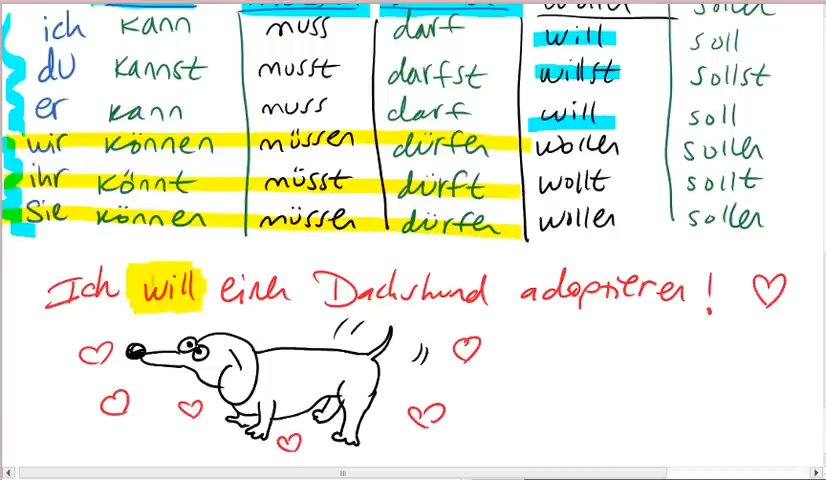 wollen sollen
ich kann muss darf will soll
du kannst musst darfst willst sollst
er kann muss darf will soll
wir können müssen dürfen wollen sollen
ihr könnt müsst dürft wollt sollt
Sie können müssen dürfen wollen sollen
Ich will einen Dachshund adoptieren!